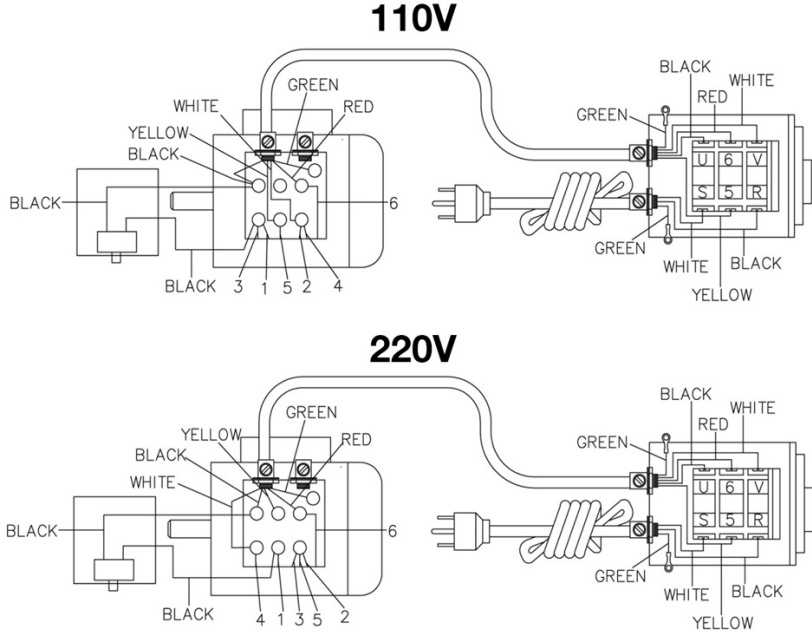 110V
BLACK
GREEN
WHITE
WHITE
RED
RED
GREEN
YELLOW
BLACK
U 6 V
BLACK
6
S 5 R
GREEN
WHITE
BLACK
BLACK
3 1 5 2 4
YELLOW
220V
BLACK
GREEN
WHITE
YELLOW
RED
RED
GREEN
BLACK
WHITE
U 6 V
BLACK
6
S 5 R
GREEN
WHITE
BLACK
BLACK
4 1 3 5 2
YELLOW